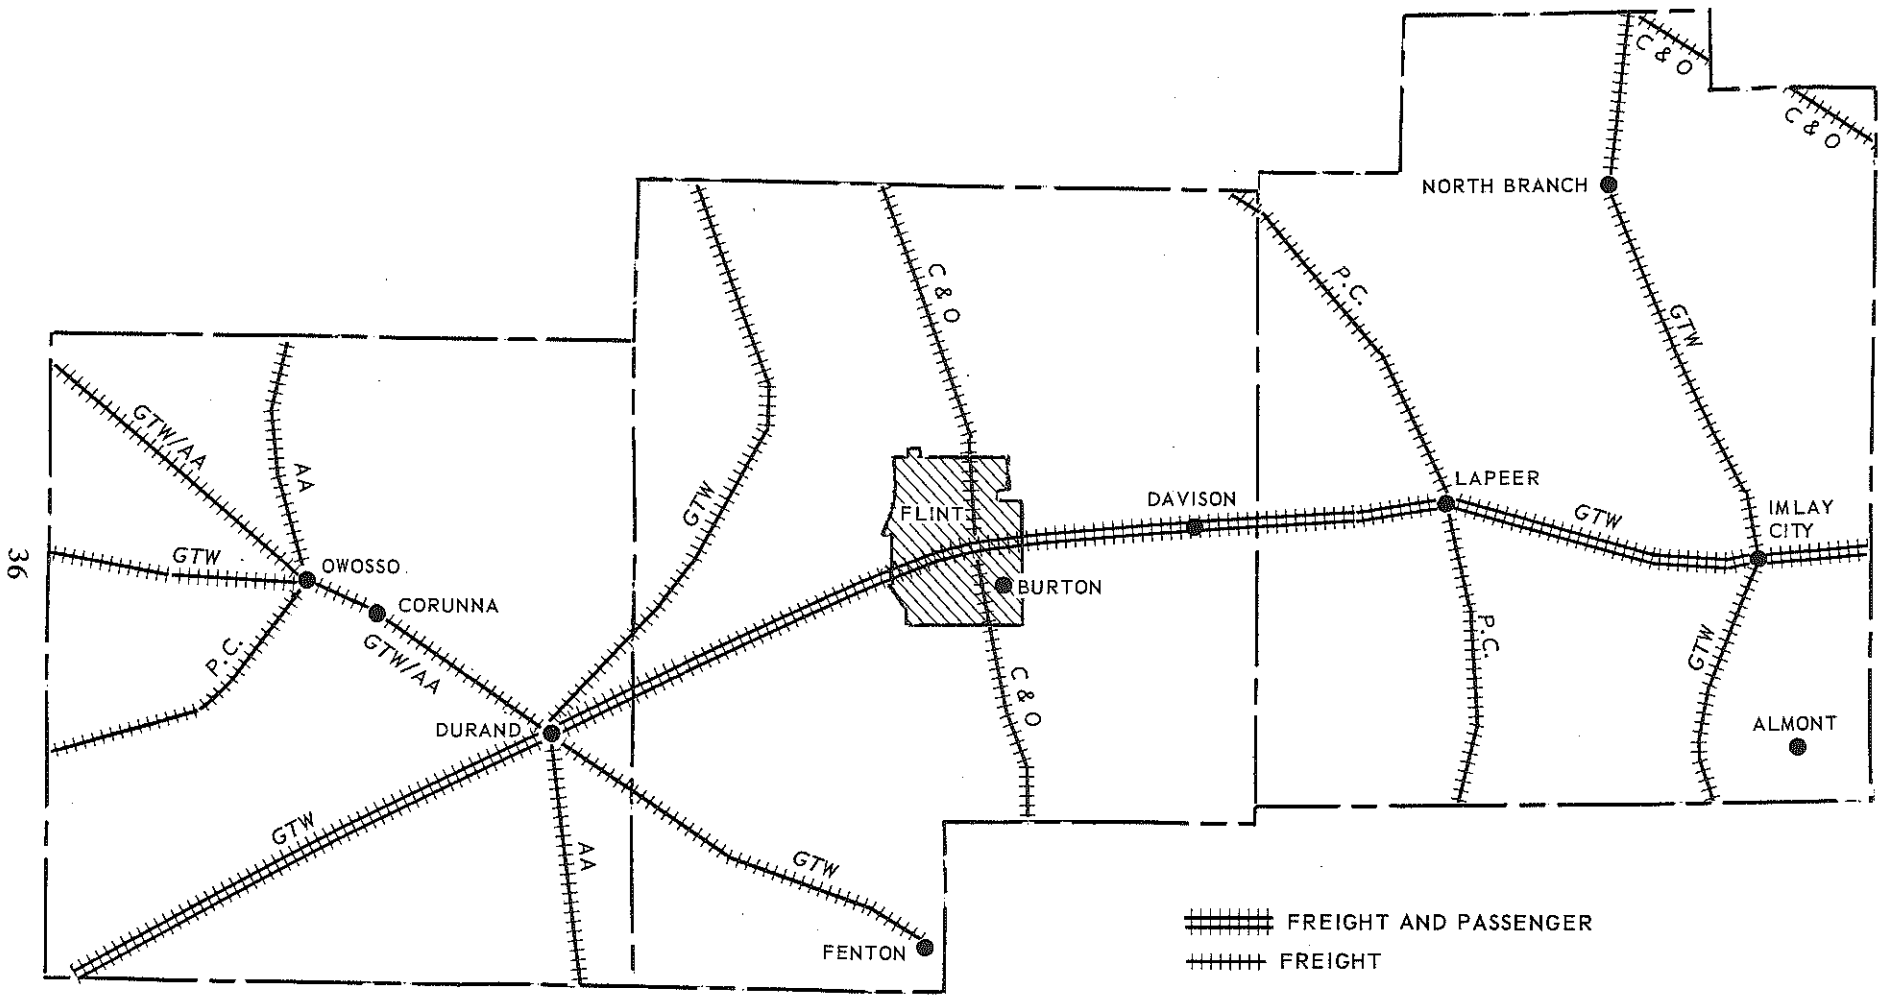 C & O
C & O
NORTH BRANCH
P.C.
C & O
GTW
GTW/AA
AA
GTW
LAPEER
DAVISON
FLINT
GTW
IMLAY
CITY
GTW
OWOSSO
CORUNNA
BURTON
P.C.
GTW/AA
P.C.
GTW
C & O
DURAND
ALMONT
GTW
AA
GTW
FENTON
FREIGHT AND PASSENGER
FREIGHT
36